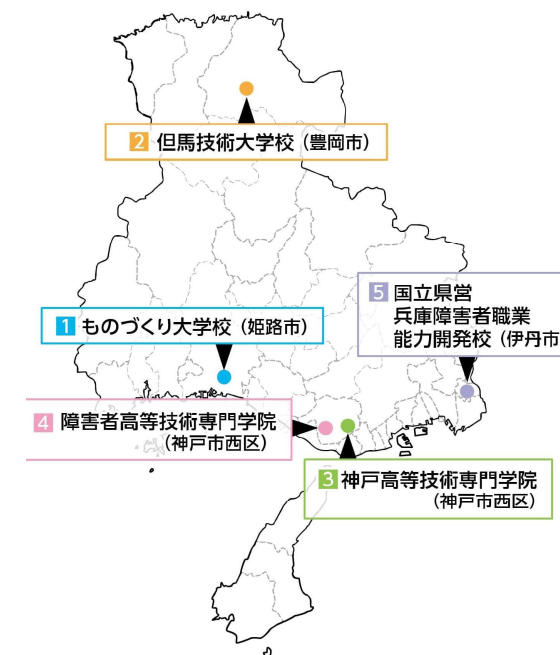 2 但馬技術大学校（豊岡市）
5 国立県営
兵庫障害者職業
能力開発校（伊丹市
1 ものづくり大学校（姫路市）
4 障害者高等技術専門学院
（神戸市西区）
3 神戸高等技術専門学院
（神戸市西区）